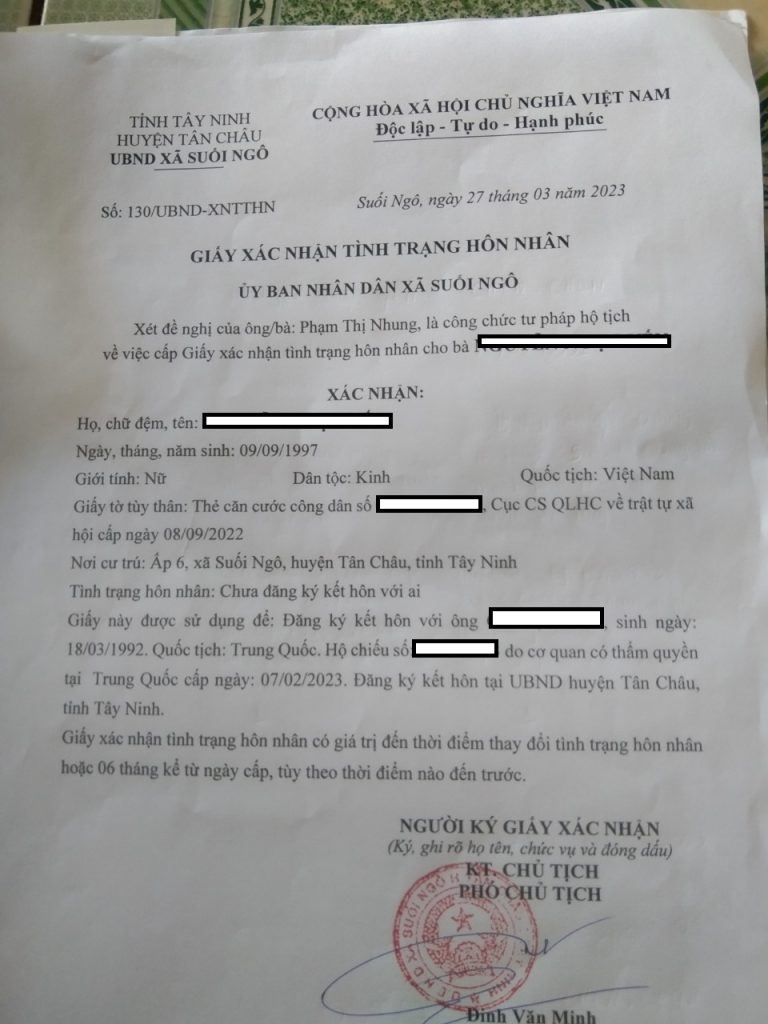 TỈNH TÂY NINH
HUYỆN TÂN CHÂU
UBND XÃ SUỐI NGÔ
CỘNG HÒA XÃ HỘI CHỦ NGHĨA VIỆT NAM
Độc lập - Tự do - Hạnh phúc
Số: 130/UBND-XNTTHN
Suối Ngô, ngày 27 tháng 03 năm 2023
GIẤY XÁC NHẬN TÌNH TRẠNG HÔN NHÂN
ỦY BAN NHÂN DÂN XÃ SUỐI NGÔ
Xét đề nghị của ông/bà: Phạm Thị Nhung, là công chức tư pháp hộ tịch
về việc cấp Giấy xác nhận tình trạng hôn nhân cho bà
XÁC NHẬN:
Họ, chữ đệm, tên:
Ngày, tháng, năm sinh: 09/09/1997
Giới tính: Nữ Dân tộc: Kinh Quốc tịch: Việt Nam
Giấy tờ tùy thân: Thẻ căn cước công dân số , Cục CS QLHC về trật tự xã
hội cấp ngày 08/09/2022
Nơi cư trú: Ấp 6, xã Suối Ngô, huyện Tân Châu, tỉnh Tây Ninh
Tình trạng hôn nhân: Chưa đăng ký kết hôn với ai
Giấy này được sử dụng để: Đăng ký kết hôn với ông , sinh ngày:
18/03/1992. Quốc tịch: Trung Quốc. Hộ chiếu số do cơ quan có thẩm quyền
tại Trung Quốc cấp ngày: 07/02/2023. Đăng ký kết hôn tại UBND huyện Tân Châu,
tỉnh Tây Ninh.
Giấy xác nhận tình trạng hôn nhân có giá trị đến thời điểm thay đổi tình trạng hôn nhân
hoặc 06 tháng kể từ ngày cấp, tùy theo thời điểm nào đến trước.
NGƯỜI KÝ GIẤY XÁC NHẬN
(Ký, ghi rõ họ tên, chức vụ và đóng dấu)
KT. CHỦ TỊCH
PHÓ CHỦ TỊCH
Đinh Văn Minh